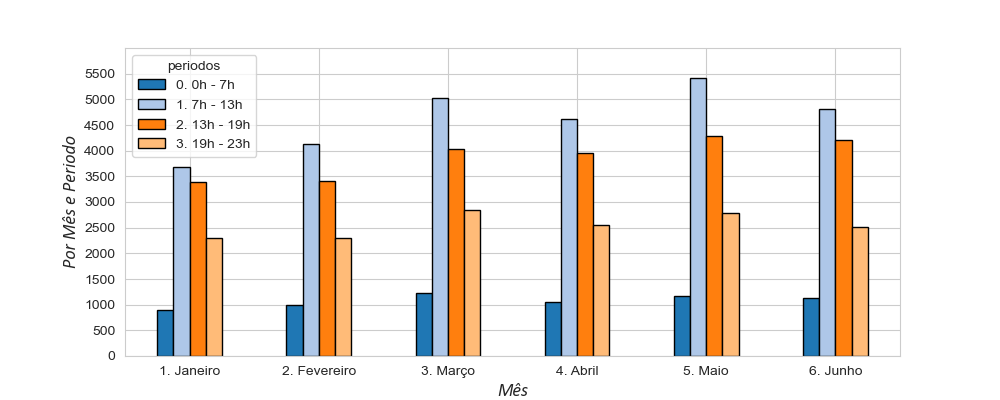 periodos
0. 0h - 7h
1. 7h - 13h
2. 13h - 19h
3. 19h - 23h
Por Mês e Periodo
5500
5000
4500
4000
3500
3000
2500
2000
1500
1000
500
0
1. Janeiro
2. Fevereiro
3. Março
4. Abril
5. Maio
6. Junho
Mês